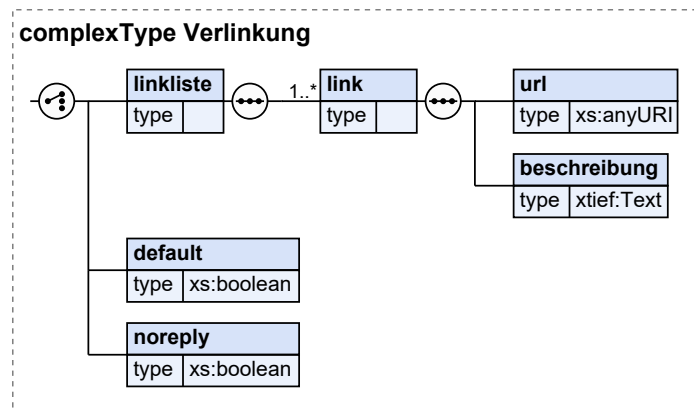 complexType Verlinkung
linkliste
type
1..*
link
type
url
type xs:anyURI
beschreibung
type xtief:Text
default
type xs:boolean
noreply
type xs:boolean